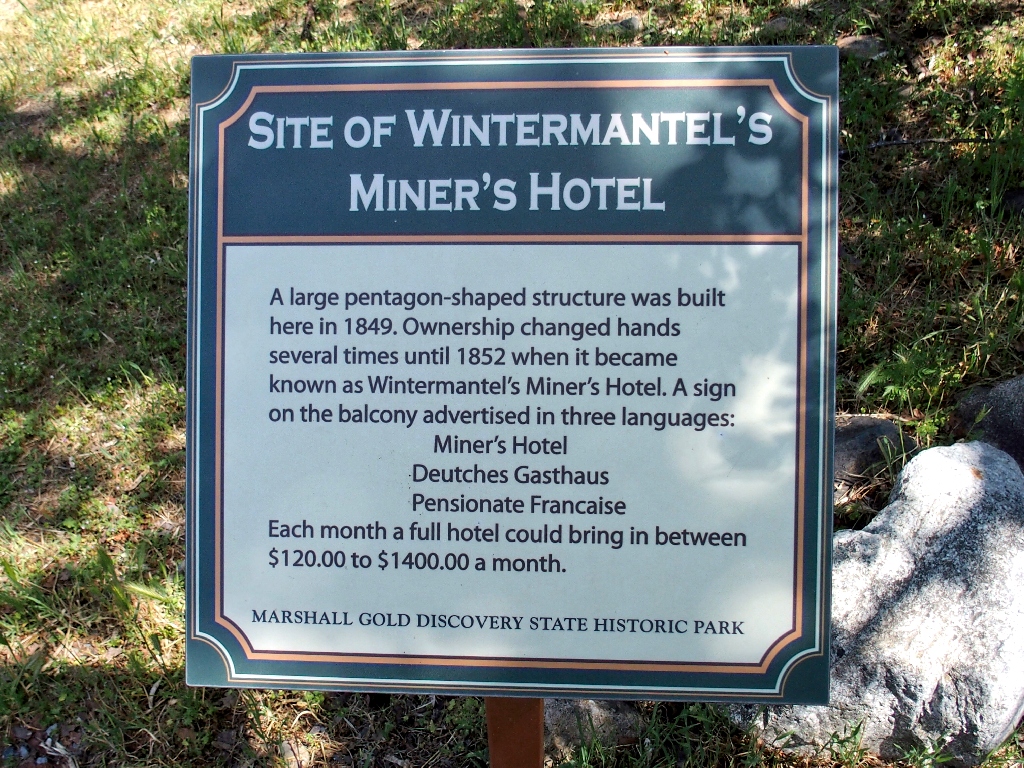 SITE OF WINTERMANTEL'S
MINER'S HOTEL
A large pentagon-shaped structure was built
here in 1849. Ownership changed hands
several times until 1852 when it became
known as Wintermantel's Miner's Hotel. A sign
on the balcony advertised in three languages:
Miner's Hotel
Deutches Gasthaus
Pensionate Francaise
Each month a full hotel could bring in between
$120.00 to $1400.00 a month.
MARSHALL GOLD DISCOVERY STATE HISTORIC PARK